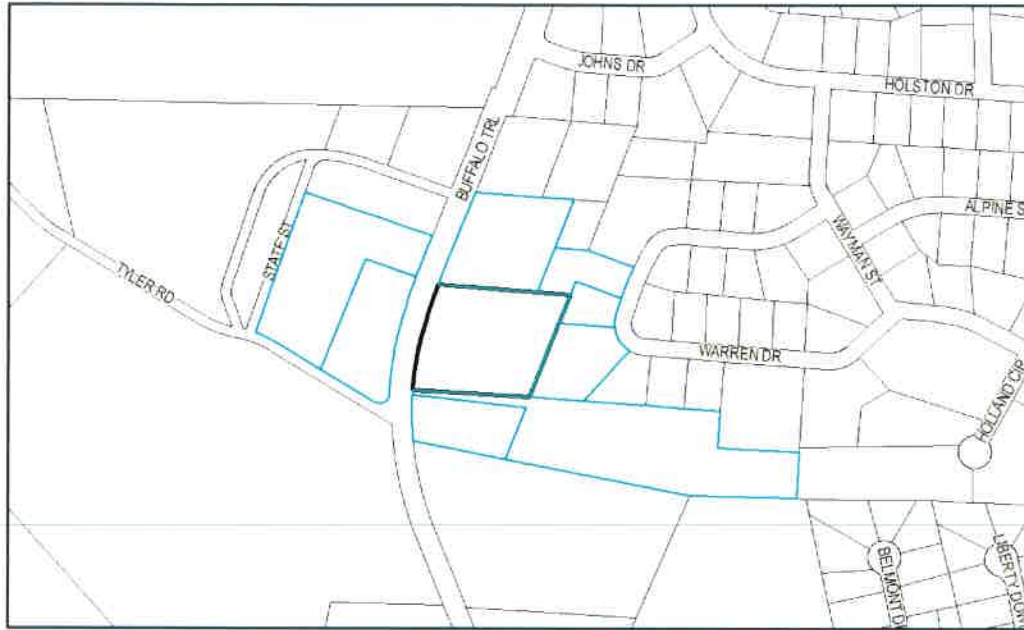 JOHNS DR
HOLSTON DR
BUFFALO TRL
ALPINE S
WAYMAN ST
STATE ST
TYLER RD
WARREN DR
HOLLAND CIR
BELMONT D
LIBERTY DOW